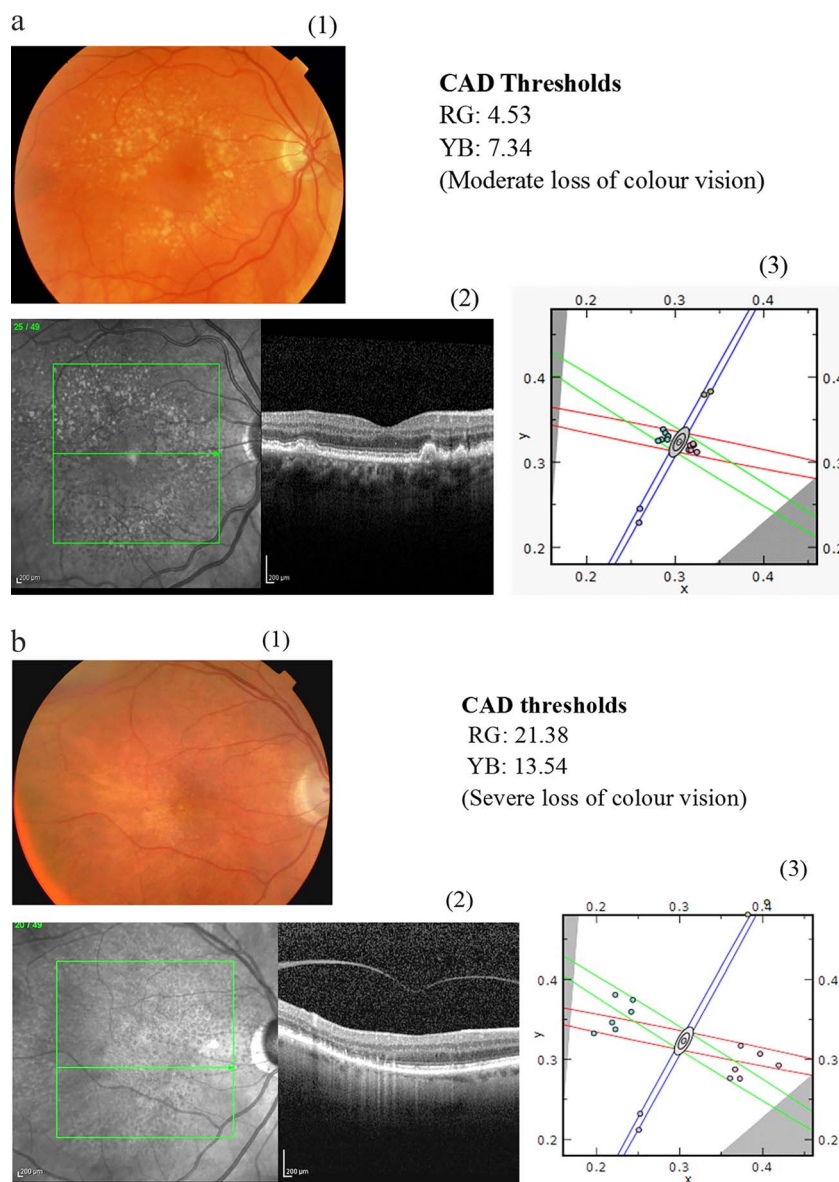 a
(1)
CAD Thresholds
RG: 4.53
YB: 7.34
(Moderate loss of colour vision)
(2)
25 / 49
200 µm
200 µm
(3)
0.2 0.3 0.4
0.4 0.4
y
0.3 0.3
0.2 0.2
0.2 0.3 0.4
x
b
(1)
CAD thresholds
RG: 21.38
YB: 13.54
(Severe loss of colour vision)
(2)
20 / 49
200 µm
200 µm
(3)
0.2 0.3 0.4
0.4 0.4
y
0.3 0.3
0.2 0.2
0.2 0.3 0.4
x